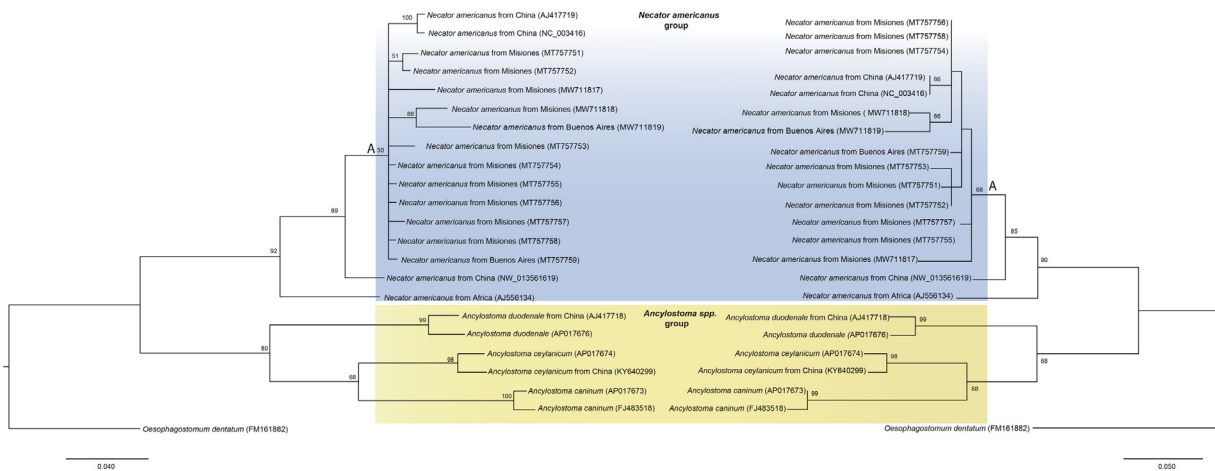 Necator americanus
group
100
Necator americanus from China (AJ417719)
Necator americanus from China (NC_003416)
51
Necator americanus from Misiones (MT757751)
Necator americanus from Misiones (MT757752)
Necator americanus from Misiones (MW711817)
88
Necator americanus from Misiones (MW711818)
Necator americanus from Buenos Aires (MW711819)
A
50
Necator americanus from Misiones (MT757753)
Necator americanus from Misiones (MT757754)
Necator americanus from Misiones (MT757755)
Necator americanus from Misiones (MT757756)
Necator americanus from Misiones (MT757757)
Necator americanus from Misiones (MT757758)
Necator americanus from Buenos Aires (MT757759)
69
Necator americanus from China (NW_013561619)
92
Necator americanus from Africa (AJ556134)
Necator americanus from Misiones (MT757756)
Necator americanus from Misiones (MT757758)
Necator americanus from Misiones (MT757754)
Necator americanus from China (AJ417719)
86
Necator americanus from China (NC_003416)
Necator americanus from Misiones ( MW711818)
86
Necator americanus from Buenos Aires (MW711819)
Necator americanus from Buenos Aires (MT757759)
Necator americanus from Misiones (MT757753)
Necator americanus from Misiones (MT757751)
68
A
Necator americanus from Misiones (MT757752)
Necator americanus from Misiones (MT757757)
Necator americanus from Misiones (MT757755)
85
Necator americanus from Misiones (MW711817)
90
Necator americanus from China (NW_013561619)
Necator americanus from Africa (AJ556134)
Ancylostoma spp.
group
99
Ancylostoma duodenale from China (AJ417718)
Ancylostoma duodenale (AP017676)
80
98
Ancylostoma ceylanicum (AP017674)
Ancylostoma ceylanicum from China (KY640299)
68
100
Ancylostoma caninum (AP017673)
Ancylostoma caninum (FJ483518)
Ancylostoma duodenale from China (AJ417718)
99
Ancylostoma duodenale (AP017676)
68
Ancylostoma ceylanicum (AP017674)
98
Ancylostoma ceylanicum from China (KY640299)
68
Ancylostoma caninum (AP017673)
99
Ancylostoma caninum (FJ483518)
Oesophagostomum dentatum (FM161882)
Oesophagostomum dentatum (FM161882)
0.040
0.050